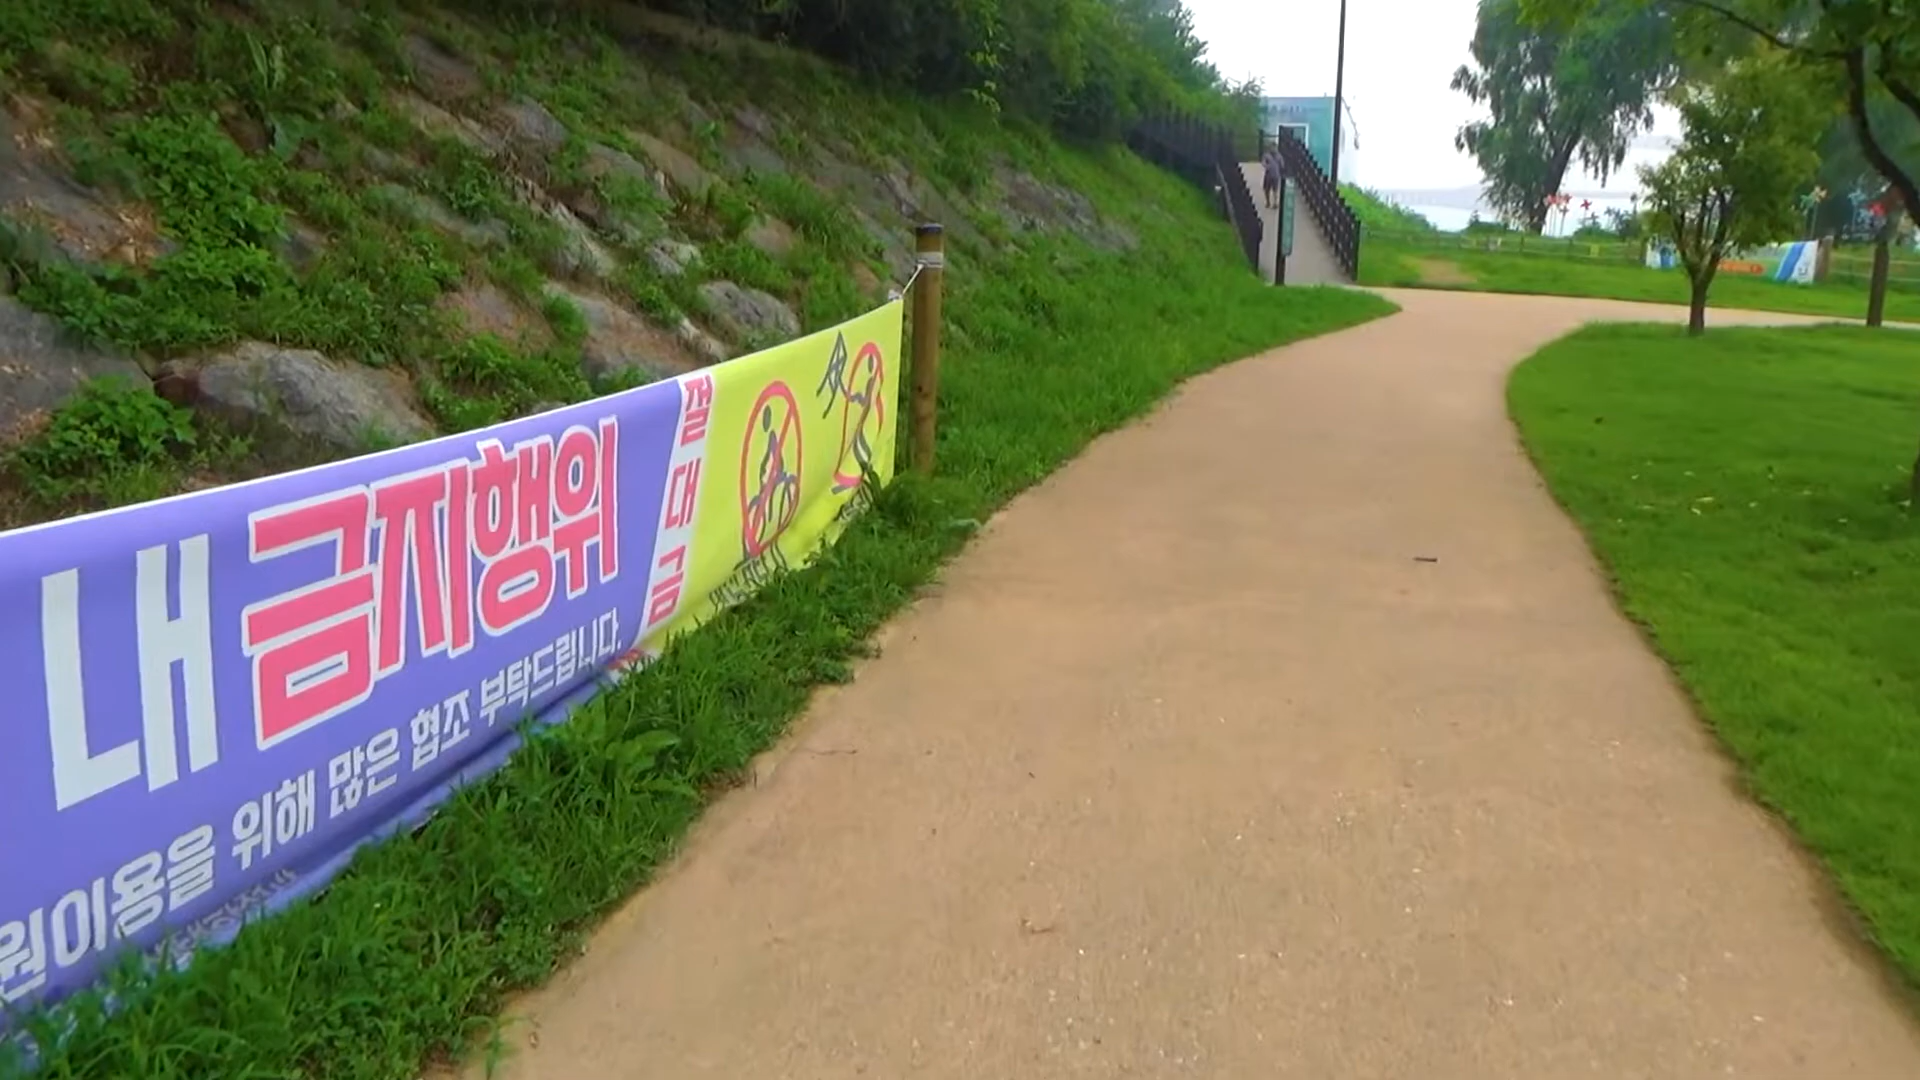 내 금지행위
원이용을 위해 많은 협조 부탁드립니다.
절대금